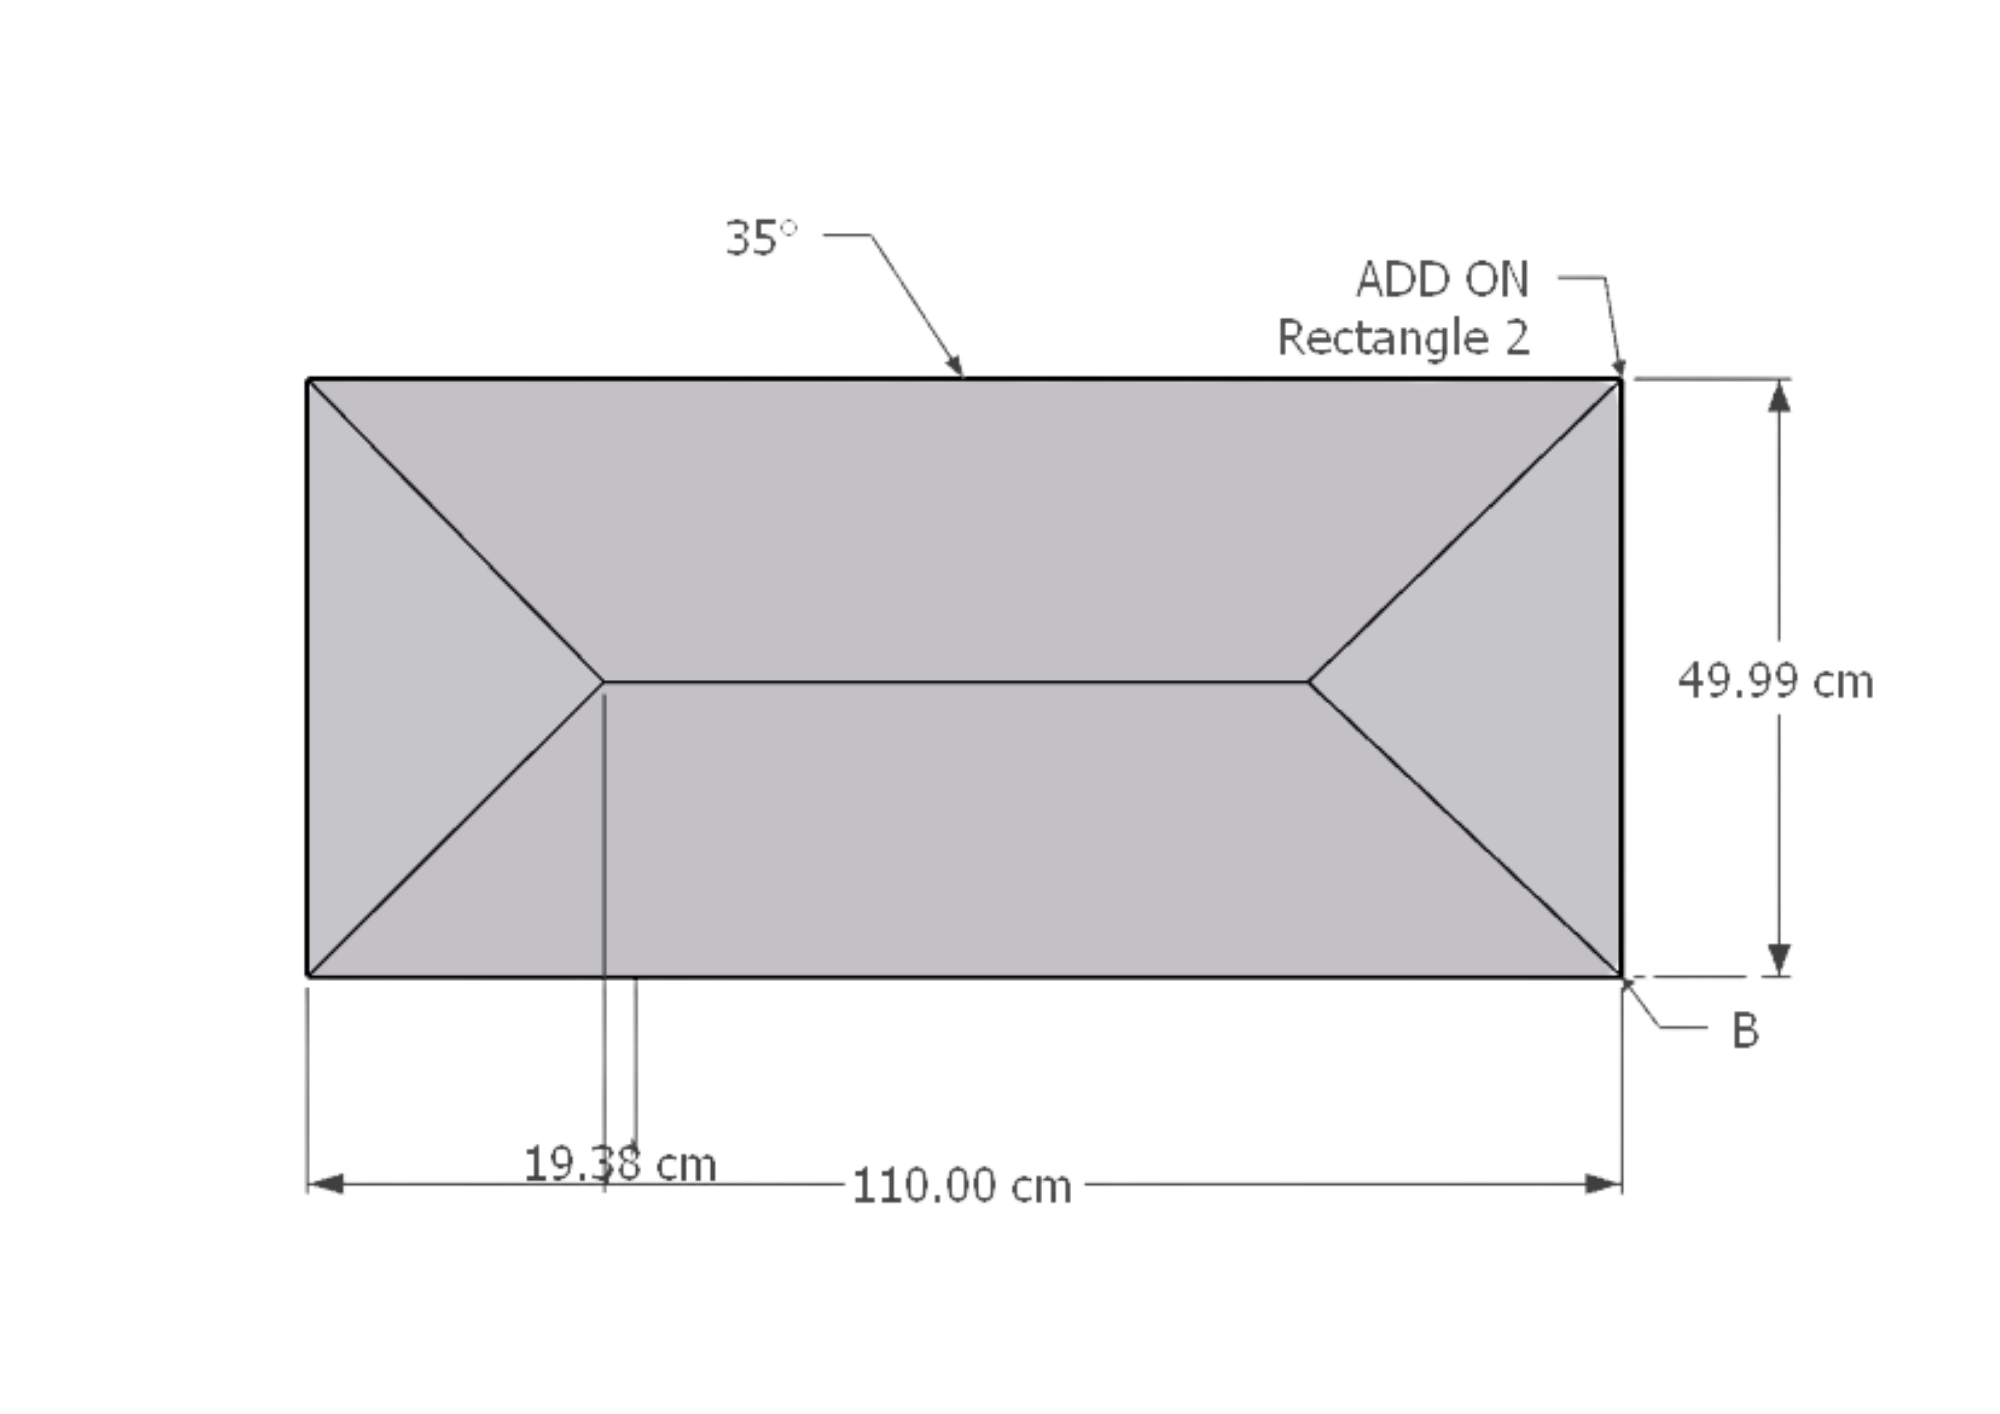 35°
ADD ON
Rectangle 2
49.99 cm
B
19.38 cm
110.00 cm